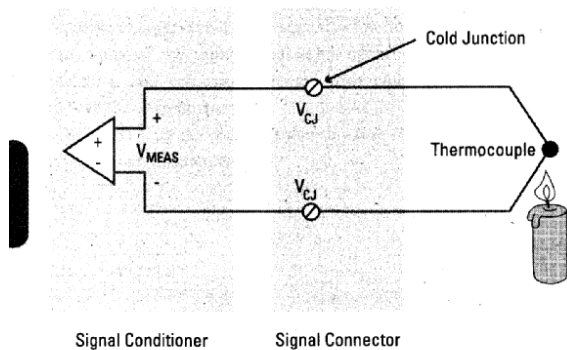 Cold Junction
+
V_CJ
+
-
V_MEAS
Thermocouple
-
V_CJ
Signal Conditioner
Signal Connector